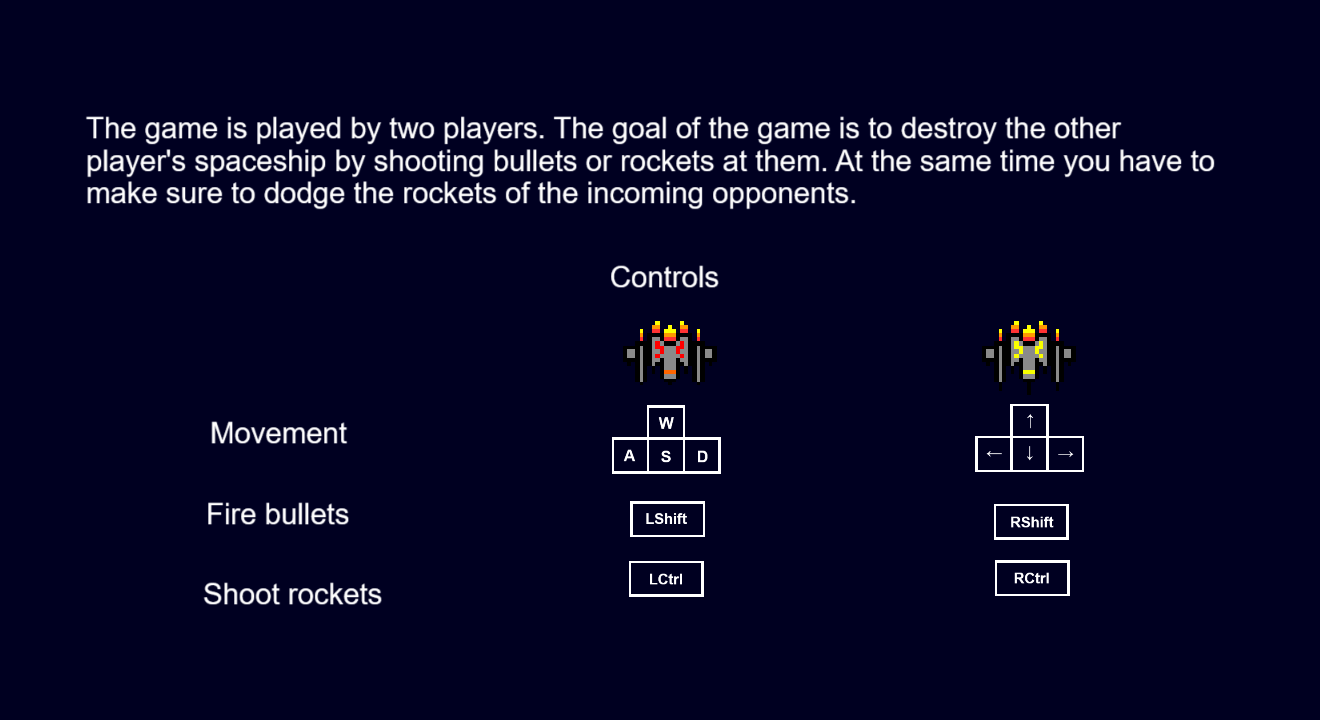 The game is played by two players. The goal of the game is to destroy the other
player's spaceship by shooting bullets or rockets at them. At the same time you have to
make sure to dodge the rockets of the incoming opponents.
Controls
Movement
W
A S D
↑
← ↓ →
Fire bullets
LShift
RShift
Shoot rockets
LCtrl
RCtrl